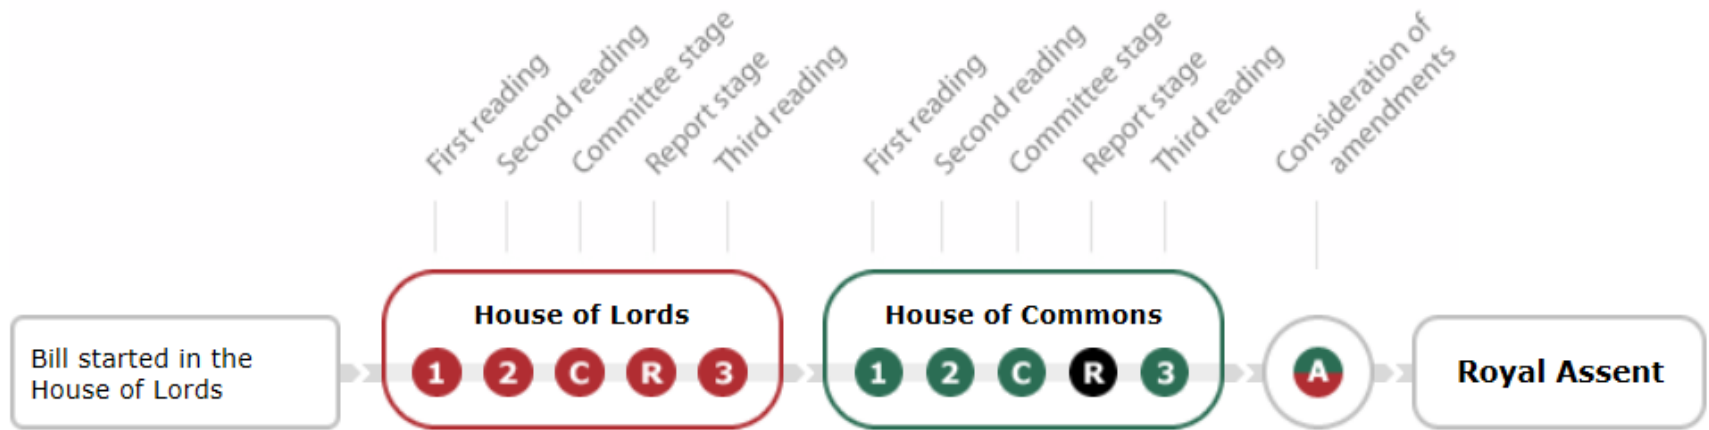 First reading
Second reading
Committee stage
Report stage
Third reading
First reading
Second reading
Committee stage
Report stage
Third reading
Consideration of
amendments
Bill started in the
House of Lords
House of Lords
1 2 C R 3
House of Commons
1 2 C R 3
A
Royal Assent